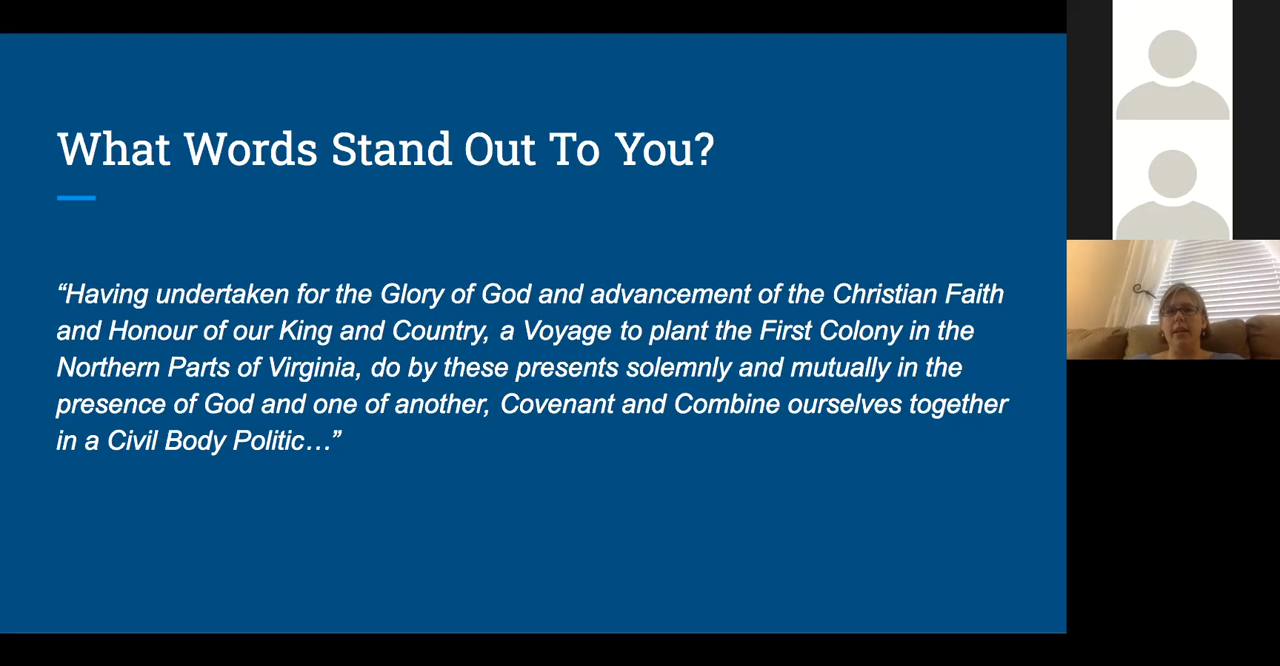 What Words Stand Out To You?
“Having undertaken for the Glory of God and advancement of the Christian Faith
and Honour of our King and Country, a Voyage to plant the First Colony in the
Northern Parts of Virginia, do by these presents solemnly and mutually in the
presence of God and one of another, Covenant and Combine ourselves together
in a Civil Body Politic…”